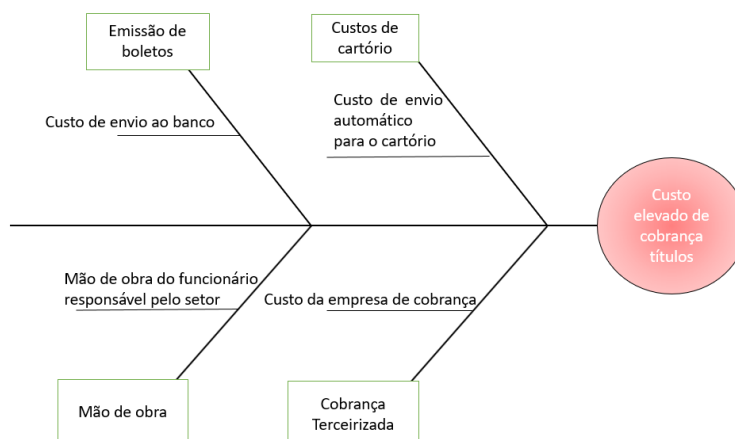 Emissão de
boletos
Custos de
cartório
Custo de envio ao banco
Custo de envio
automático
para o cartório
Custo
elevado de
cobrança
títulos
Mão de obra do funcionário
responsável pelo setor
Custo da empresa de cobrança
Mão de obra
Cobrança
Terceirizada